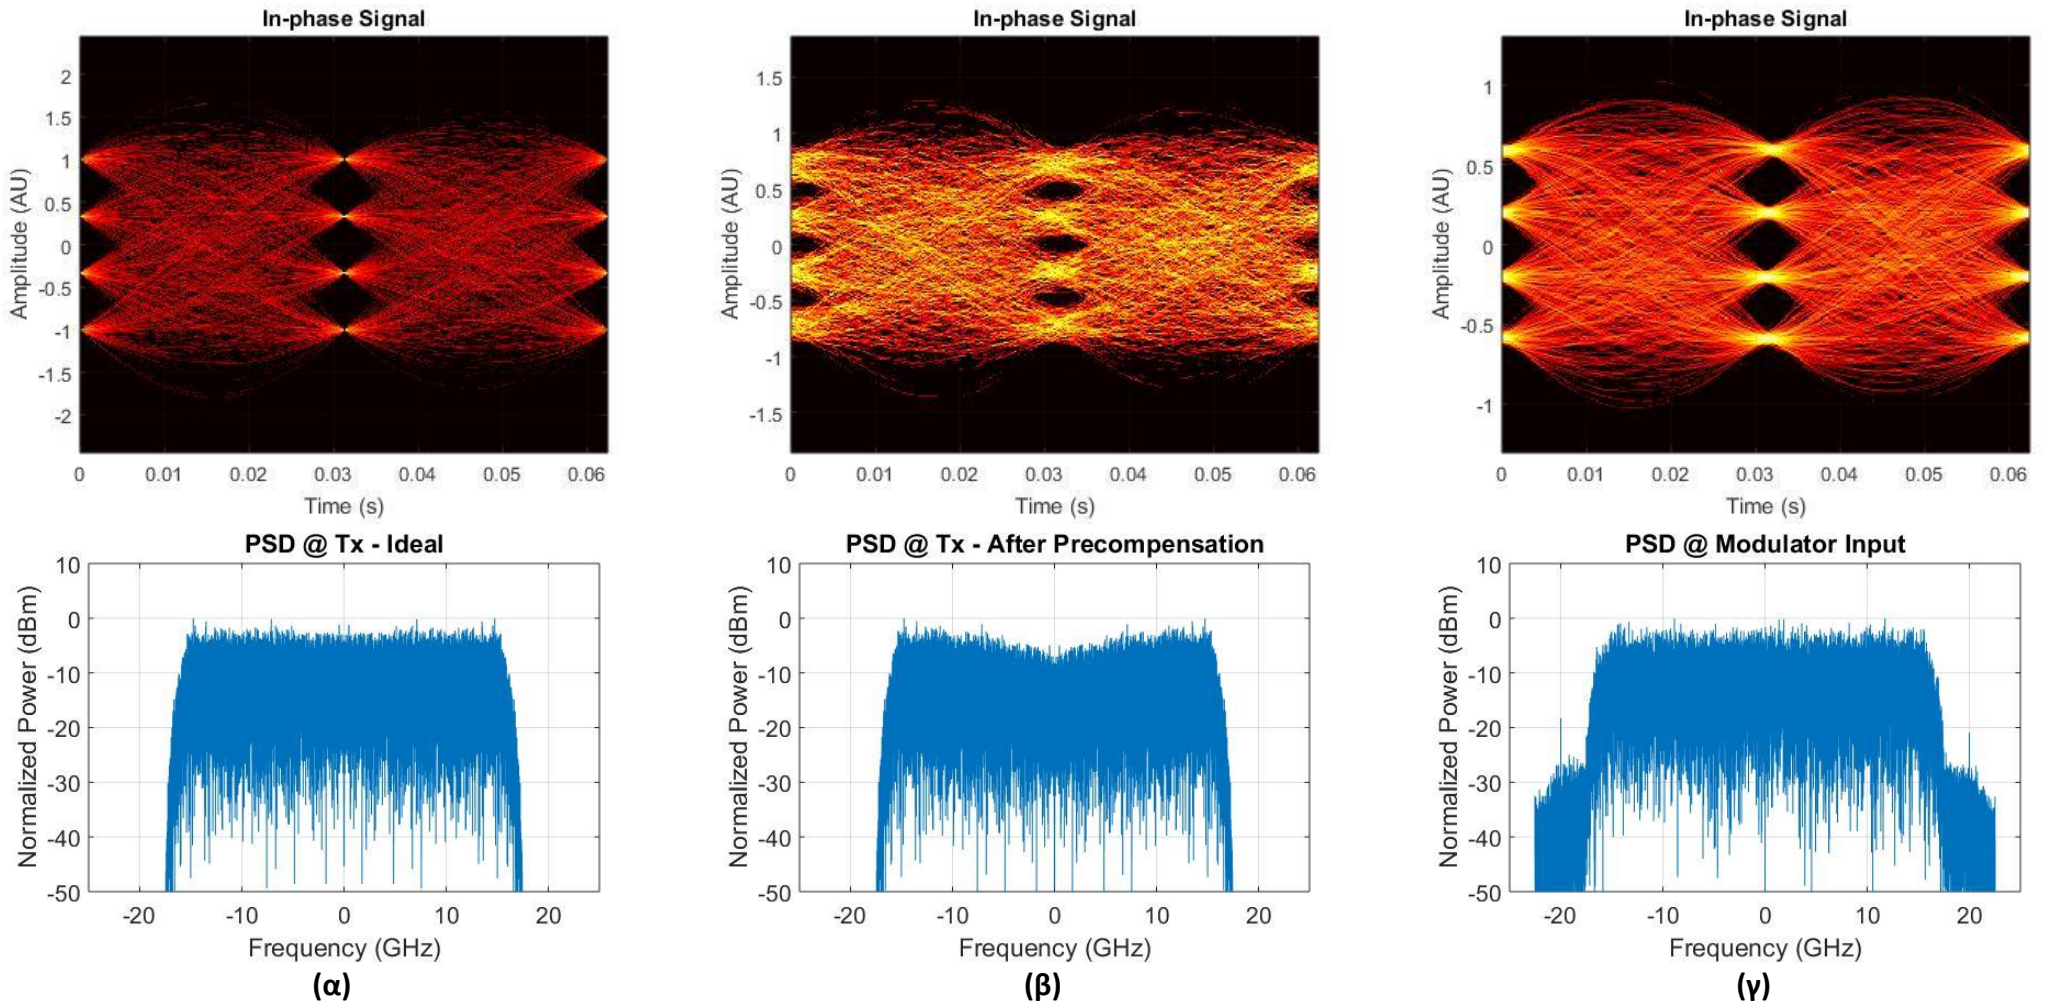 In-phase Signal
Amplitude (AU)
2
1.5
1
0.5
0
-0.5
-1
-1.5
-2
0 0.01 0.02 0.03 0.04 0.05 0.06
Time (s)
In-phase Signal
Amplitude (AU)
1.5
1
0.5
0
-0.5
-1
-1.5
0 0.01 0.02 0.03 0.04 0.05 0.06
Time (s)
In-phase Signal
Amplitude (AU)
1
0.5
0
-0.5
-1
0 0.01 0.02 0.03 0.04 0.05 0.06
Time (s)
PSD @ Tx - Ideal
Normalized Power (dBm)
10
0
-10
-20
-30
-40
-50
-20 -10 0 10 20
Frequency (GHz)
(α)
PSD @ Tx - After Precompensation
Normalized Power (dBm)
10
0
-10
-20
-30
-40
-50
-20 -10 0 10 20
Frequency (GHz)
(β)
PSD @ Modulator Input
Normalized Power (dBm)
10
0
-10
-20
-30
-40
-50
-20 -10 0 10 20
Frequency (GHz)
(γ)